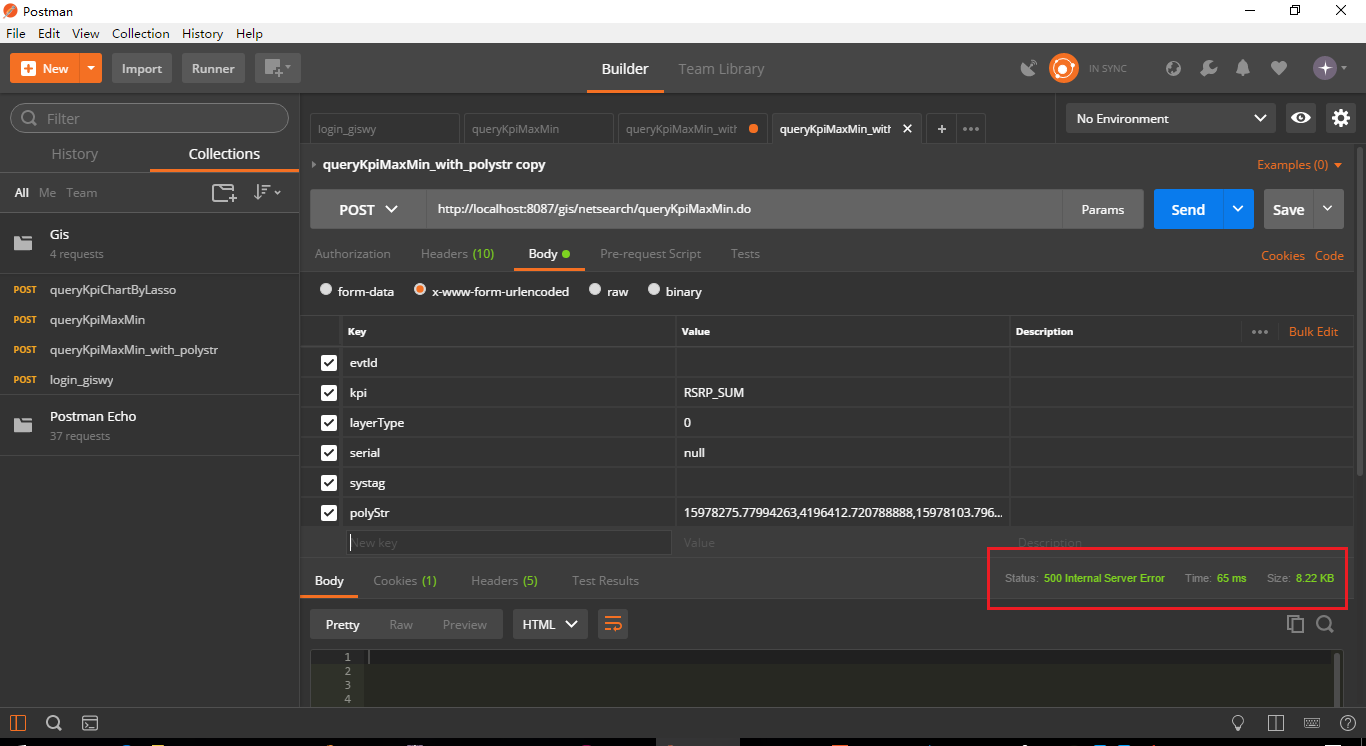 Postman
File Edit View Collection History Help
New Import Runner Builder Team Library IN SYNC
Filter
History Collections
All Me Team
Gis
4 requests
POST queryKpiChartByLasso
POST queryKpiMaxMin
POST queryKpiMaxMin_with_polystr
POST login_giswy
Postman Echo
37 requests
login_giswy queryKpiMaxMin queryKpiMaxMin_with queryKpiMaxMin_with No Environment
queryKpiMaxMin_with_polystr copy Examples (0)
POST http://localhost:8087/gis/netsearch/queryKpiMaxMin.do Params Send Save
Authorization Headers (10) Body Pre-request Script Tests Cookies Code
form-data x-www-form-urlencoded raw binary
Key Value Description Bulk Edit
evtId
kpi RSRP_SUM
layerType 0
serial null
systag
polyStr 15978275.77994263,4196412.720788888,15978103.796...
New key Value Description
Body Cookies (1) Headers (5) Test Results Status: 500 Internal Server Error Time: 65 ms Size: 8.22 KB
Pretty Raw Preview HTML
1
2
3
4